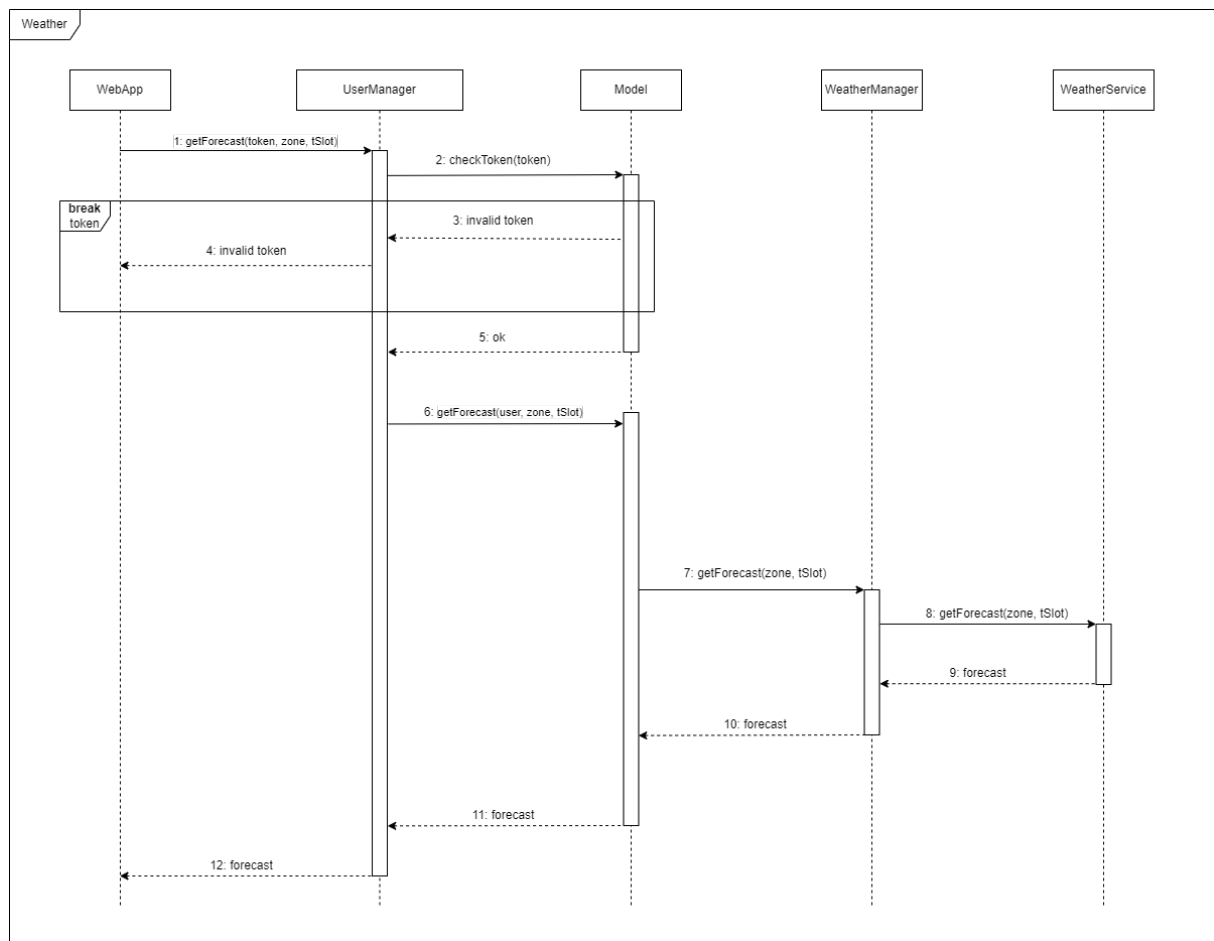 Weather
WebApp
UserManager
Model
WeatherManager
WeatherService
1: getForecast(token, zone, tSlot)
2: checkToken(token)
break
token
3: invalid token
4: invalid token
5: ok
6: getForecast(user, zone, tSlot)
7: getForecast(zone, tSlot)
8: getForecast(zone, tSlot)
9: forecast
10: forecast
11: forecast
12: forecast